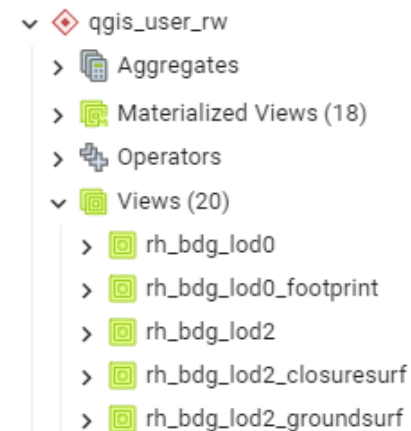 qgis_user_rw
Aggregates
Materialized Views (18)
Operators
Views (20)
rh_bdg_lod0
rh_bdg_lod0_footprint
rh_bdg_lod2
rh_bdg_lod2_closuresurf
rh_bdg_lod2_groundsurf